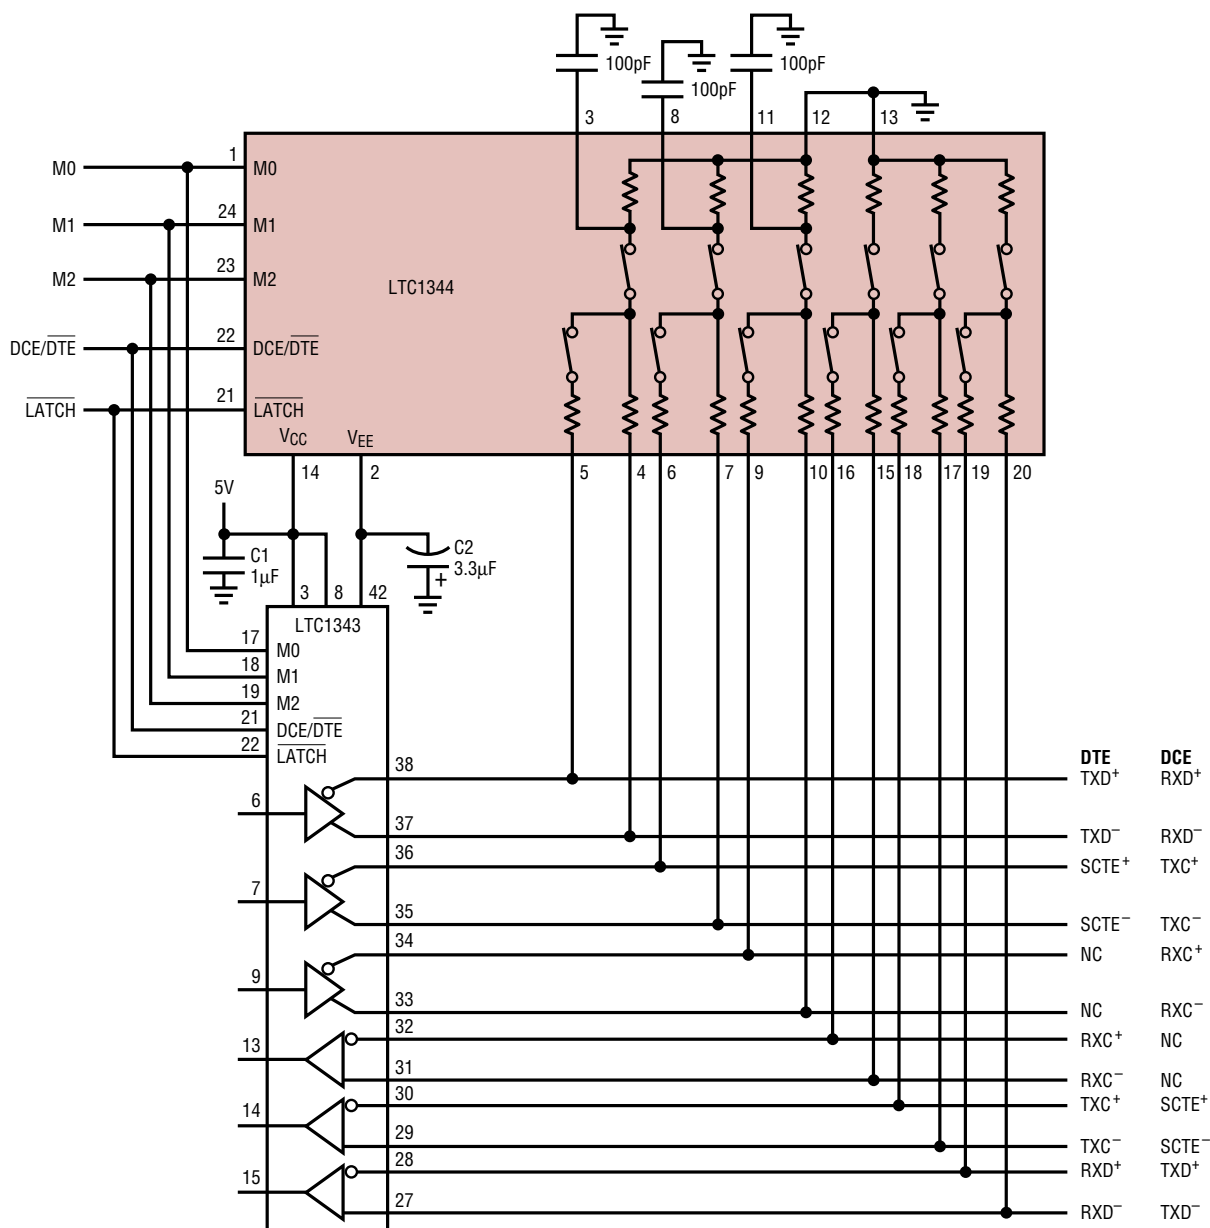 100pF
100pF
100pF
3 8 11 12 13
M0 1 M0
M1 24 M1
M2 23 M2
LTC1344
DCE/DTE 22 DCE/DTE
LATCH 21 LATCH
VCC VEE
14 2 5 4 6 7 9 10 16 15 18 17 19 20
5V
C1
1µF
C2
3.3µF
+
3 8 42
LTC1343
17 M0
18 M1
19 M2
21 DCE/DTE
22 LATCH
DTE DCE
38 TXD+ RXD+
6
37 TXD− RXD−
36 SCTE+ TXC+
7
35 SCTE− TXC−
34 NC RXC+
9
33 NC RXC−
32 RXC+ NC
13
31 RXC− NC
30 TXC+ SCTE+
14
29 TXC− SCTE−
28 RXD+ TXD+
15
27 RXD− TXD−